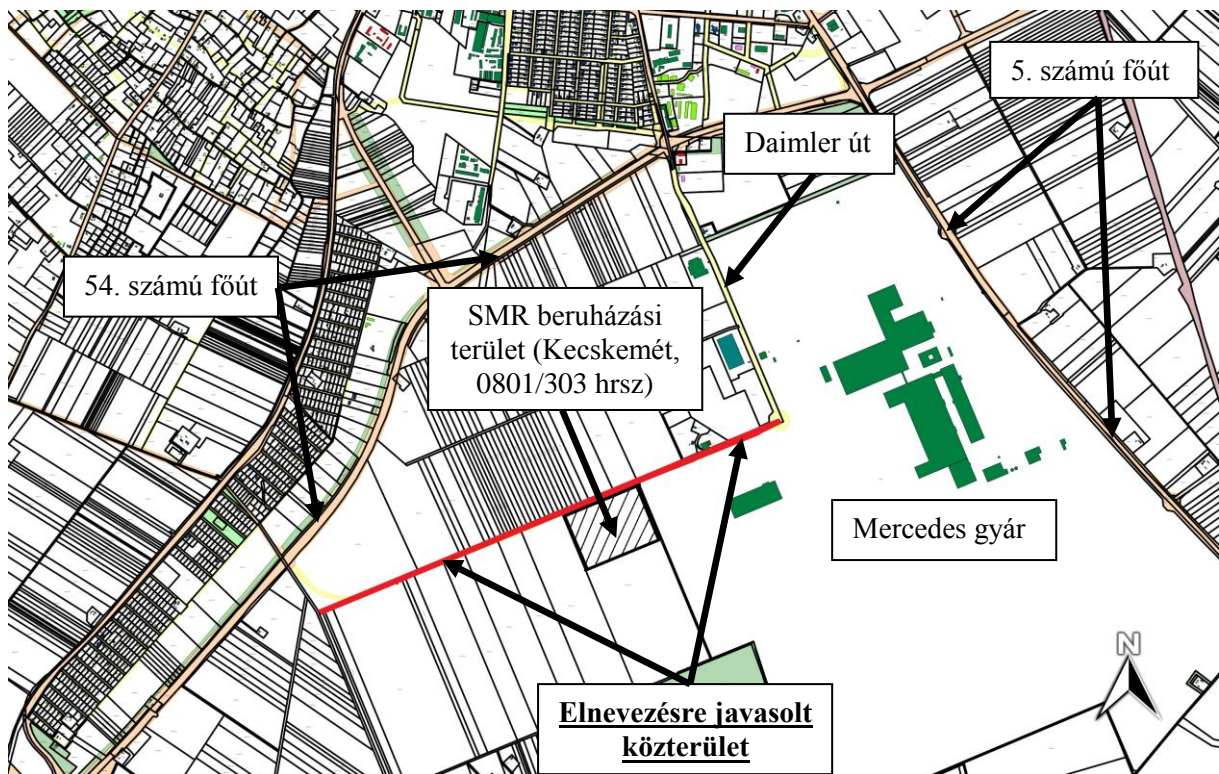 5. számú főút
Daimler út
54. számú főút
SMR beruházási
terület (Kecskemét,
0801/303 hrsz)
Mercedes gyár
N
Elnevezésre javasolt
közterület